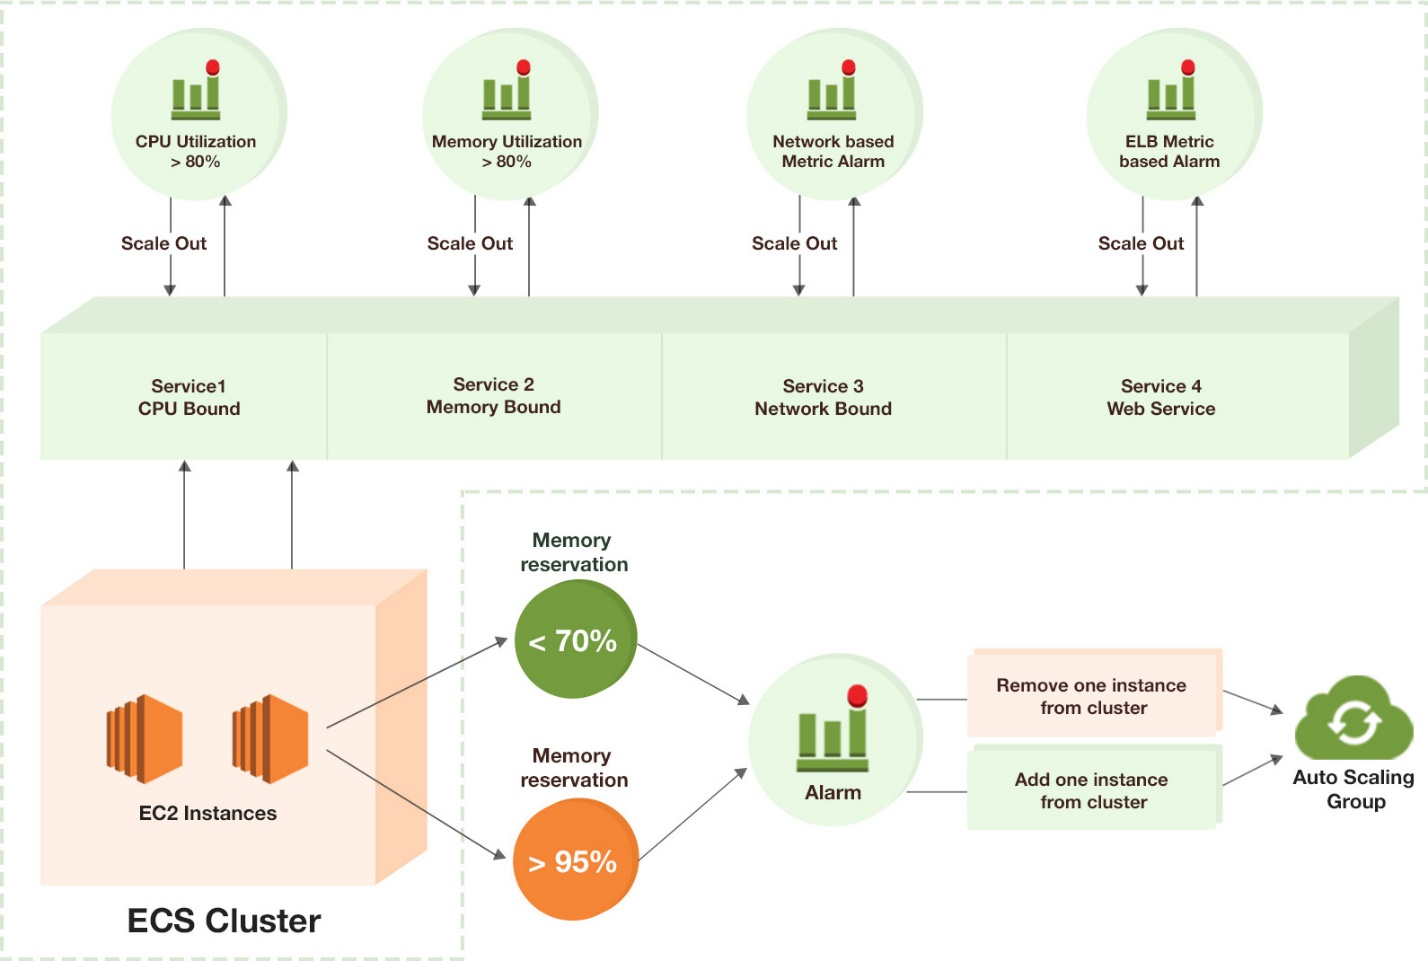 CPU Utilization
> 80%
Memory Utilization
> 80%
Network based
Metric Alarm
ELB Metric
based Alarm
Scale Out
Scale Out
Scale Out
Scale Out
Service1
CPU Bound
Service 2
Memory Bound
Service 3
Network Bound
Service 4
Web Service
Memory
reservation
< 70%
Memory
reservation
> 95%
EC2 Instances
ECS Cluster
Alarm
Remove one instance
from cluster
Add one instance
from cluster
Auto Scaling
Group